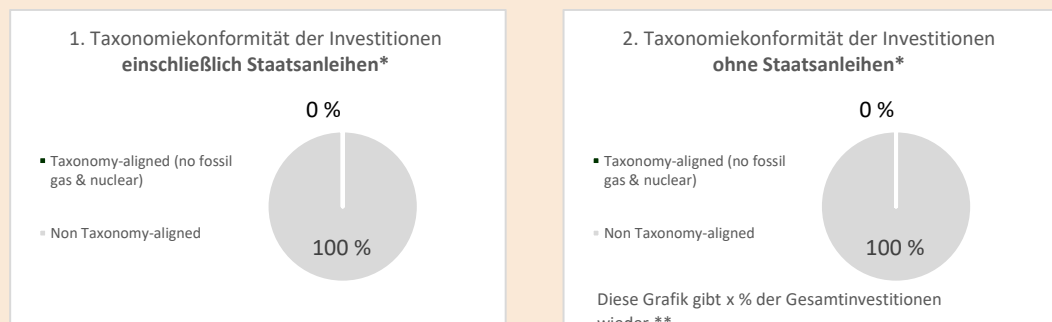 1. Taxonomiekonformität der Investitionen
einschließlich Staatsanleihen*
0 %
Taxonomy-aligned (no fossil
gas & nuclear)
Non Taxonomy-aligned
100 %
2. Taxonomiekonformität der Investitionen
ohne Staatsanleihen*
0 %
Taxonomy-aligned (no fossil
gas & nuclear)
Non Taxonomy-aligned
100 %
Diese Grafik gibt x % der Gesamtinvestitionen
wieder.**